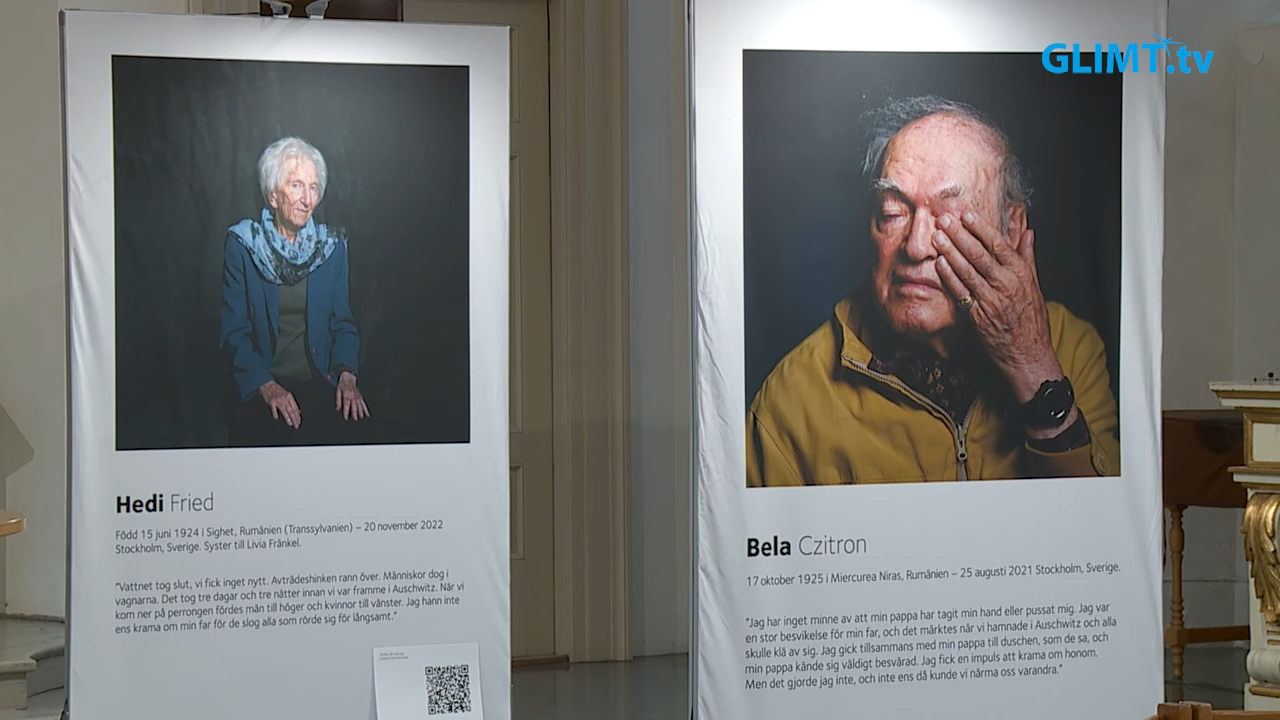 GLIMT.tv
Hedi Fried
Född 15 juni 1924 i Sighet, Rumänien (Transsylvanien) – 20 november 2022
Stockholm, Sverige. Syster till Livia Fränkel.
"Vattnet tog slut, vi fick inget nytt. Avträdeshinken rann över. Människor dog i
vagnarna. Det tog tre dagar och tre nätter innan vi var framme i Auschwitz. När vi
kom ner på perrongen fördes män till höger och kvinnor till vänster. Jag hann inte
ens krama om min far för de slog alla som rörde sig för långsamt."
Bela Czitron
17 oktober 1925 i Miercurea Niras, Rumänien – 25 augusti 2021 Stockholm, Sverige.
"Jag har inget minne av att min pappa har tagit min hand eller pussat mig. Jag var
en stor besvikelse för min far, och det märktes när vi hamnade i Auschwitz och alla
skulle klä av sig. Jag gick tillsammans med min pappa till duschen, som de sa, och
min pappa kände sig väldigt besvärad. Jag fick en impuls att krama om honom.
Men det gjorde jag inte, och inte ens då kunde vi närma oss varandra."